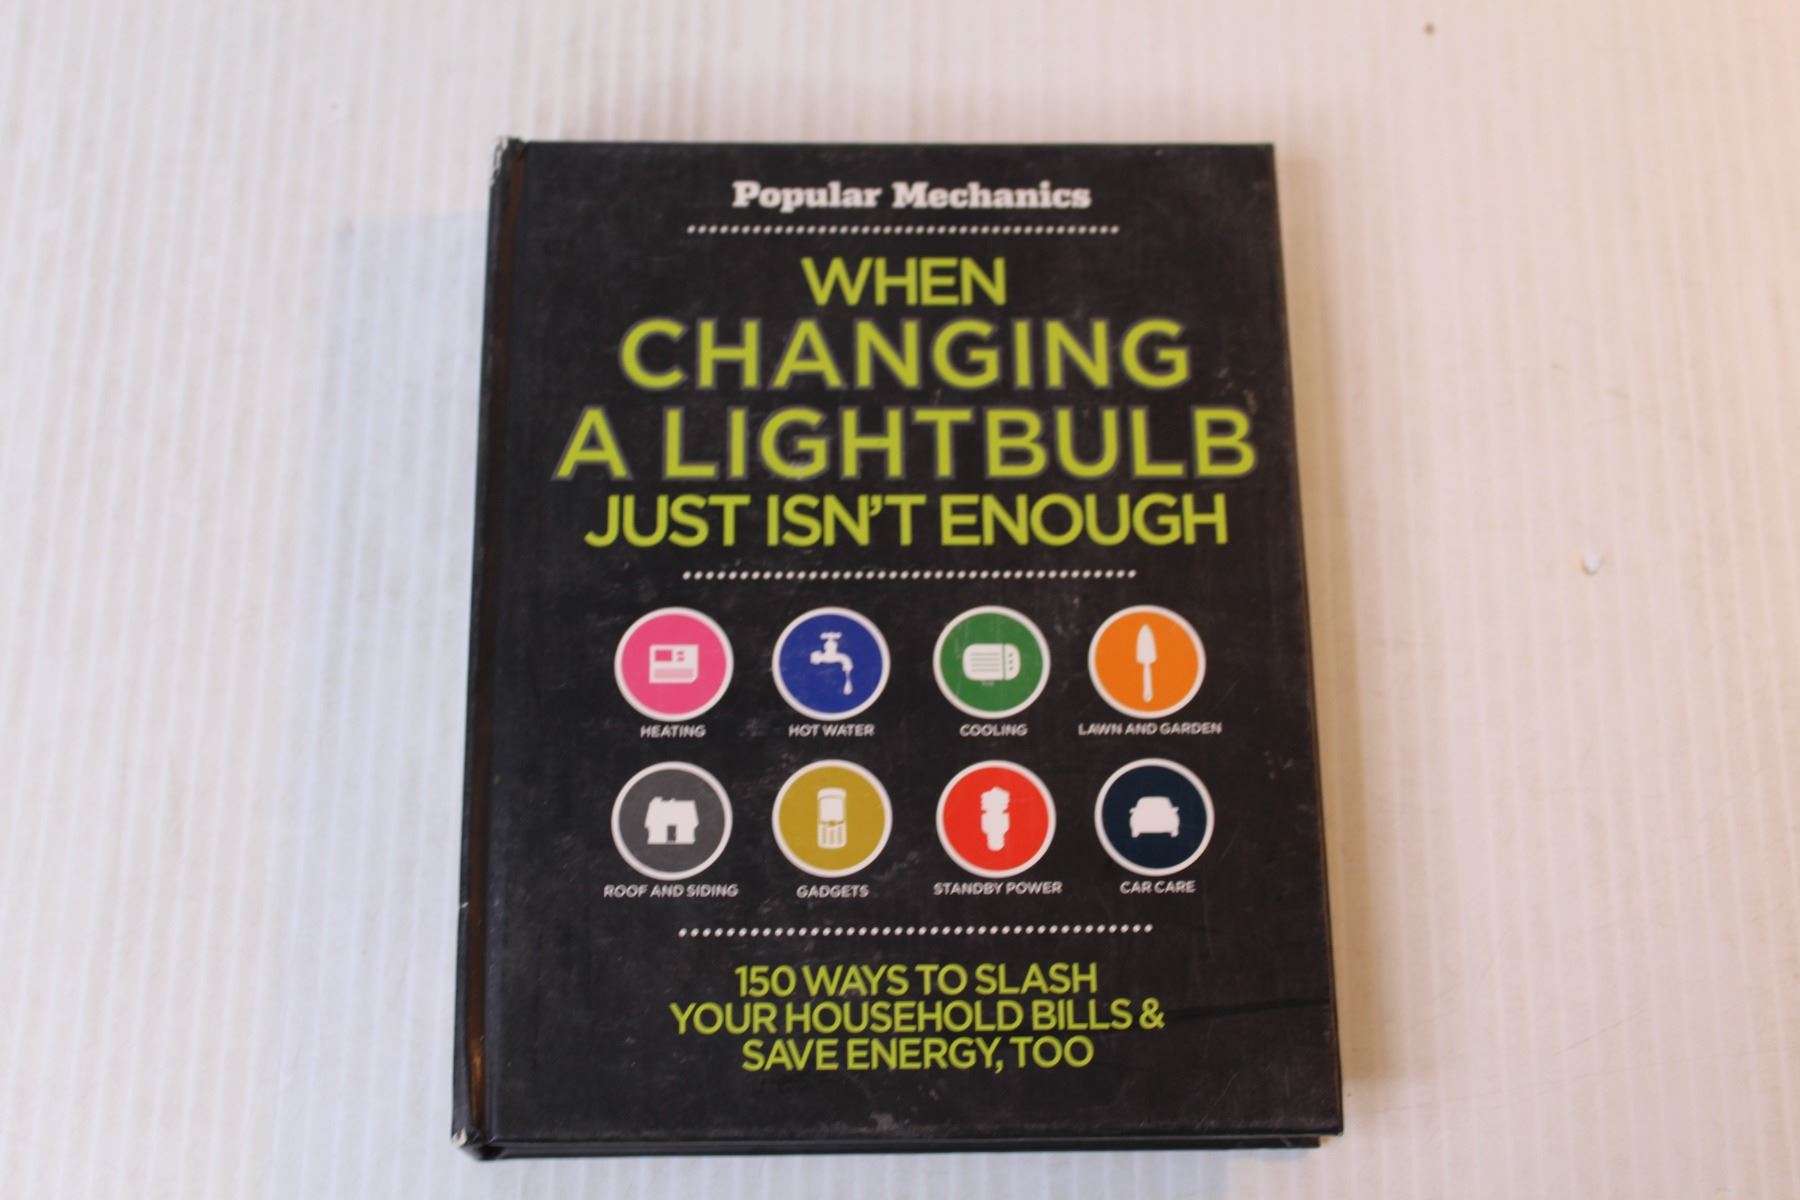 Popular Mechanics
WHEN
CHANGING
A LIGHTBULB
JUST ISN'T ENOUGH
HEATING
HOT WATER
COOLING
LAWN AND GARDEN
ROOF AND SIDING
GADGETS
STANDBY POWER
CAR CARE
150 WAYS TO SLASH
YOUR HOUSEHOLD BILLS &
SAVE ENERGY, TOO